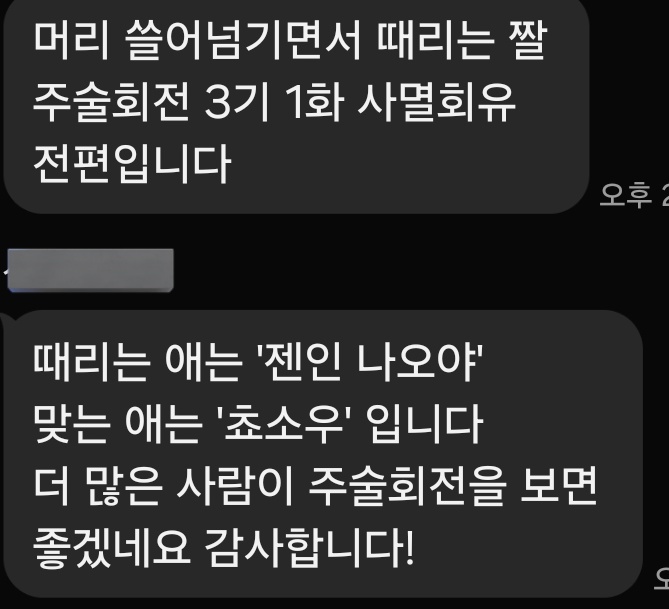 머리 쓸어넘기면서 때리는 짤
주술회전 3기 1화 사멸회유
전편입니다
오후
때리는 애는 '젠인 나오야'
맞는 애는 '쵸소우' 입니다
더 많은 사람이 주술회전을 보면
좋겠네요 감사합니다!